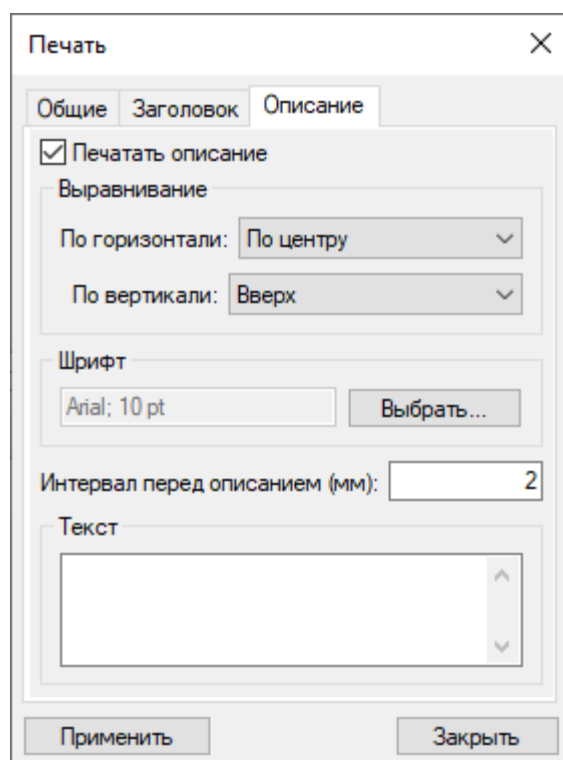 Печать
Общие Заголовок Описание
Печатать описание
Выравнивание
По горизонтали: По центру
По вертикали: Вверх
Шрифт
Arial; 10 pt Выбрать...
Интервал перед описанием (мм): 2
Текст
Применить Закрыть